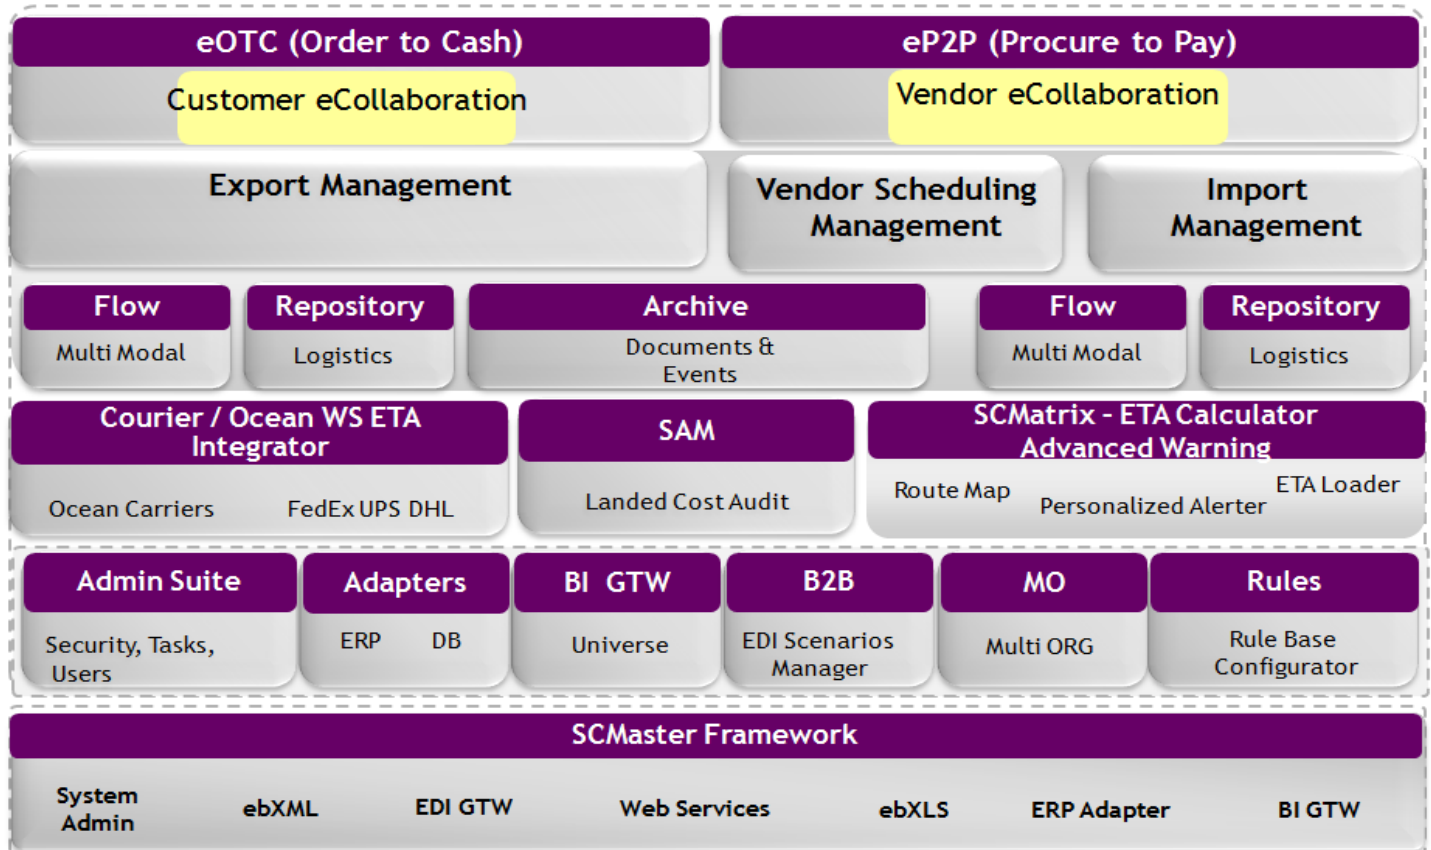 eOTC (Order to Cash)
eP2P (Procure to Pay)
Customer eCollaboration
Vendor eCollaboration
Export Management
Vendor Scheduling
Management
Import
Management
Flow
Repository
Archive
Flow
Repository
Multi Modal
Logistics
Documents &
Events
Multi Modal
Logistics
Courier / Ocean WS ETA
Integrator
SAM
SCMatrix - ETA Calculator
Advanced Warning
Ocean Carriers
FedEx UPS DHL
Landed Cost Audit
Route Map
Personalized Alerter
ETA Loader
Admin Suite
Adapters
BI GTW
B2B
MO
Rules
Security, Tasks,
Users
ERP DB
Universe
EDI Scenarios
Manager
Multi ORG
Rule Base
Configurator
SCMaster Framework
System
Admin
ebXML
EDI GTW
Web Services
ebXLS
ERP Adapter
BI GTW